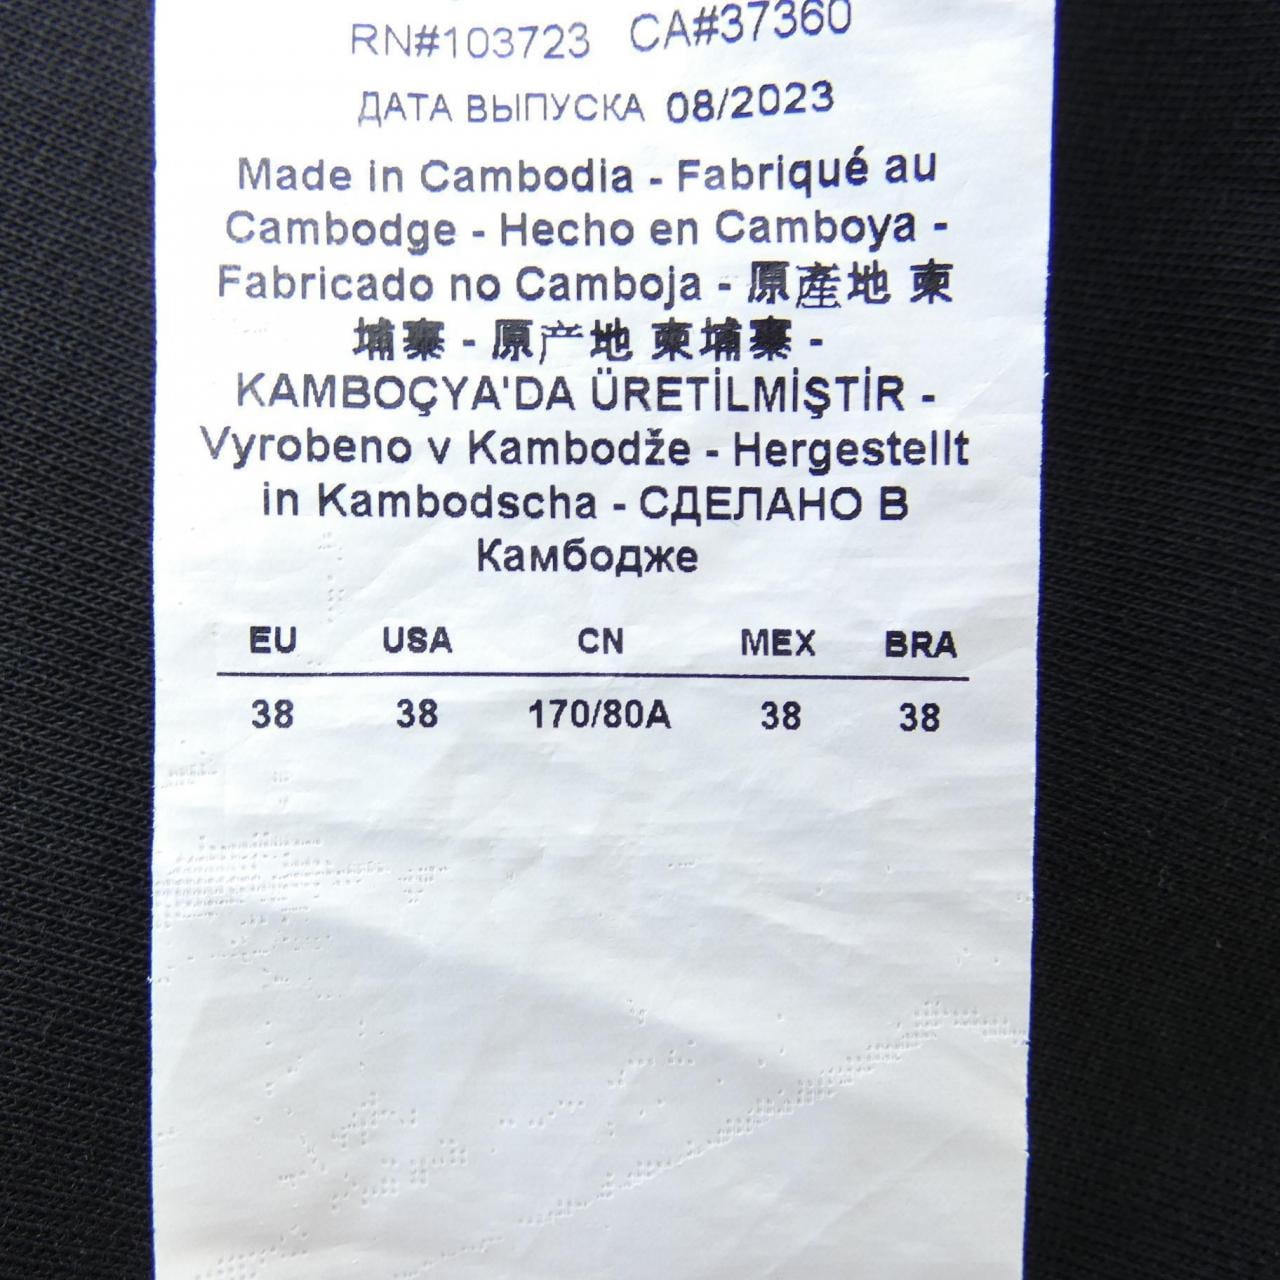 RN#103723 CA#37360
ДАТА ВЫПУСКА 08/2023
Made in Cambodia - Fabriqué au
Cambodge - Hecho en Camboya -
Fabricado no Camboja - 原產地 柬
埔寨 - 原产地 柬埔寨 -
KAMBOÇYA'DA ÜRETİLMİŞTİR -
Vyrobeno v Kambodže - Hergestellt
in Kambodscha - СДЕЛАНО В
Камбодже
EU USA CN MEX BRA
38 38 170/80A 38 38